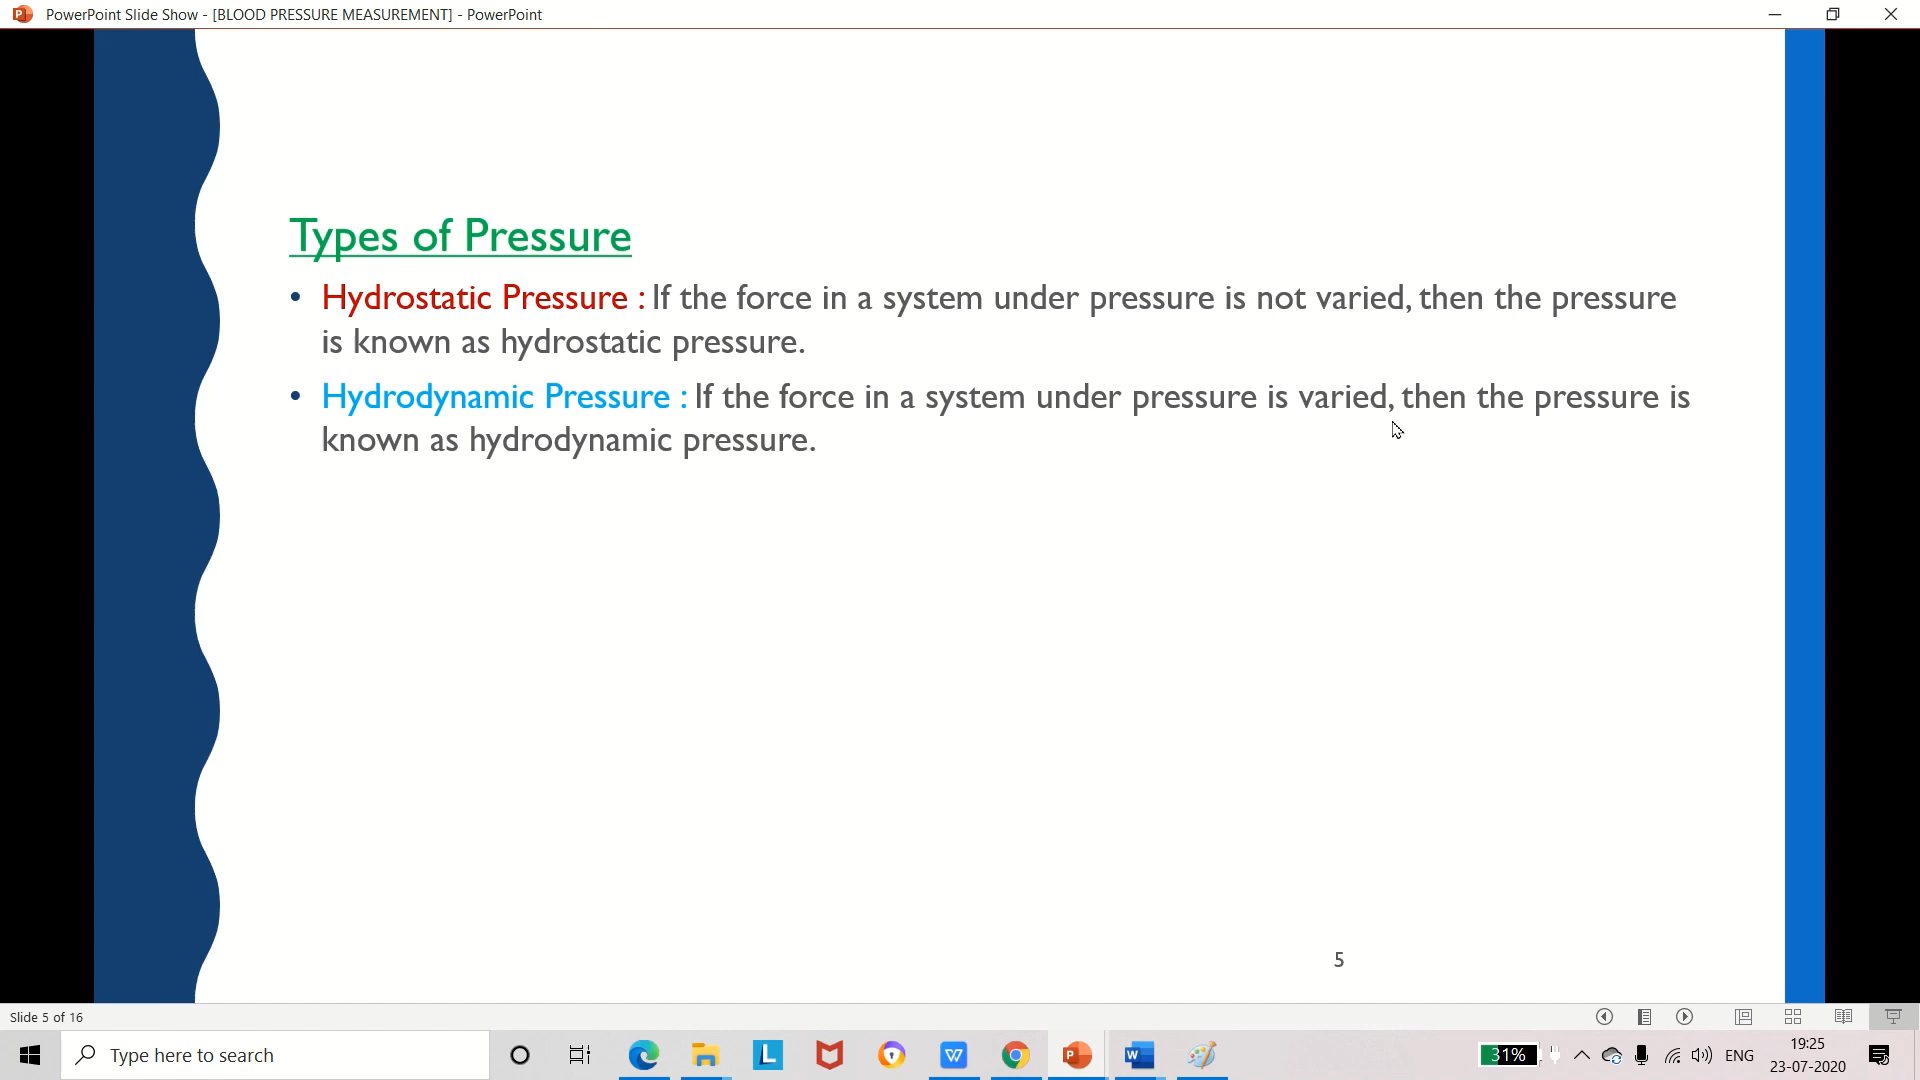 PowerPoint Slide Show - [BLOOD PRESSURE MEASUREMENT] - PowerPoint
Types of Pressure
• Hydrostatic Pressure : If the force in a system under pressure is not varied, then the pressure
is known as hydrostatic pressure.
• Hydrodynamic Pressure : If the force in a system under pressure is varied, then the pressure is
known as hydrodynamic pressure.
5
Slide 5 of 16
Type here to search
31%
ENG
19:25
23-07-2020